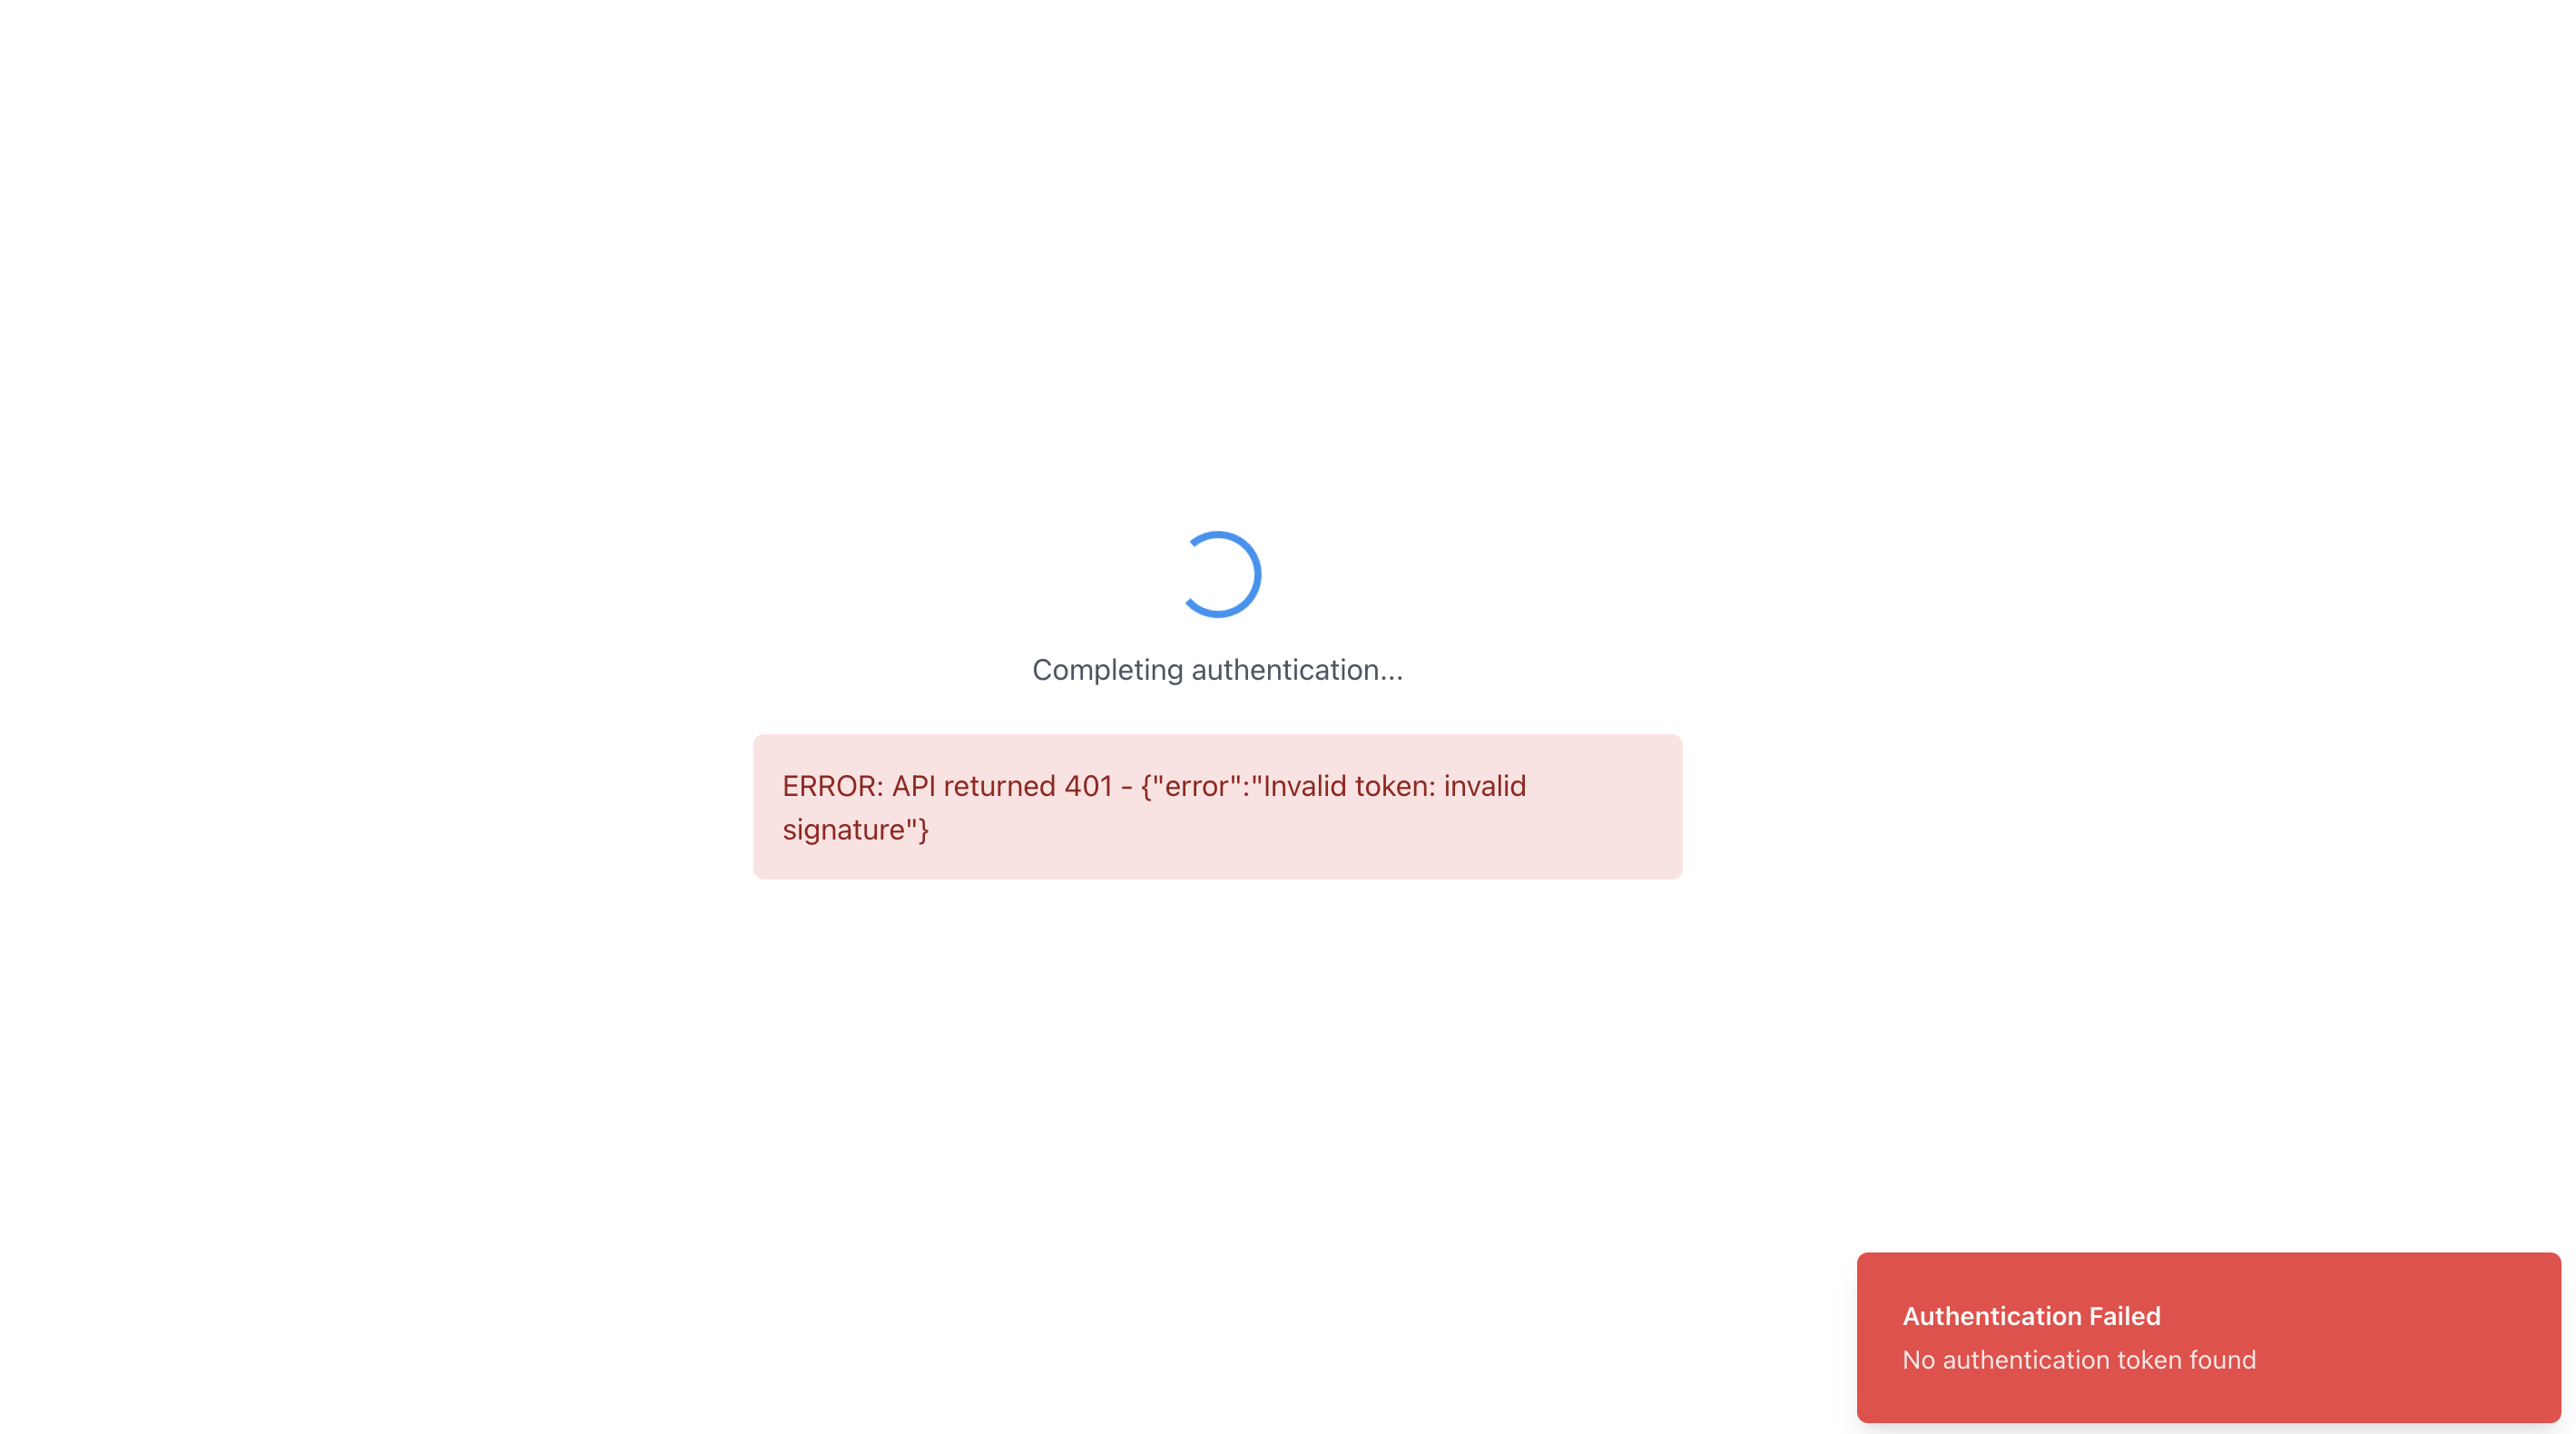 Completing authentication...
ERROR: API returned 401 - {"error":"Invalid token: invalid
signature"}
Authentication Failed
No authentication token found